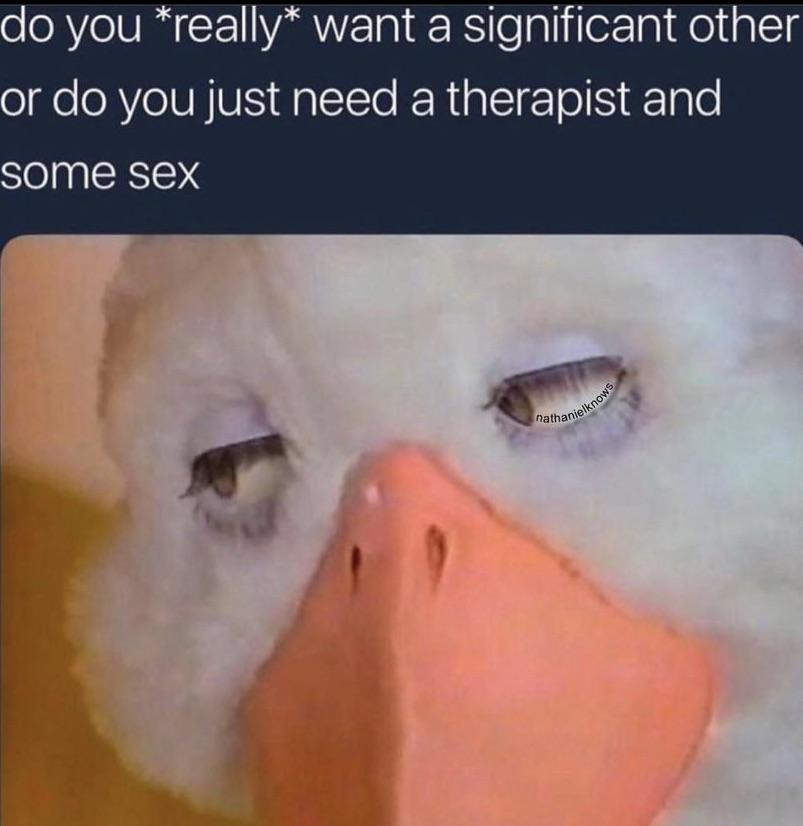 do you *really* want a significant other
or do you just need a therapist and
some sex
nathanielknows